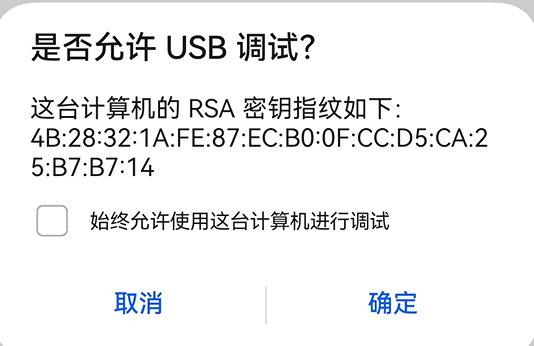 是否允许 USB 调试?
这台计算机的 RSA 密钥指纹如下:
4B:28:32:1A:FE:87:EC:B0:0F:CC:D5:CA:2
5:B7:B7:14
始终允许使用这台计算机进行调试
取消
确定